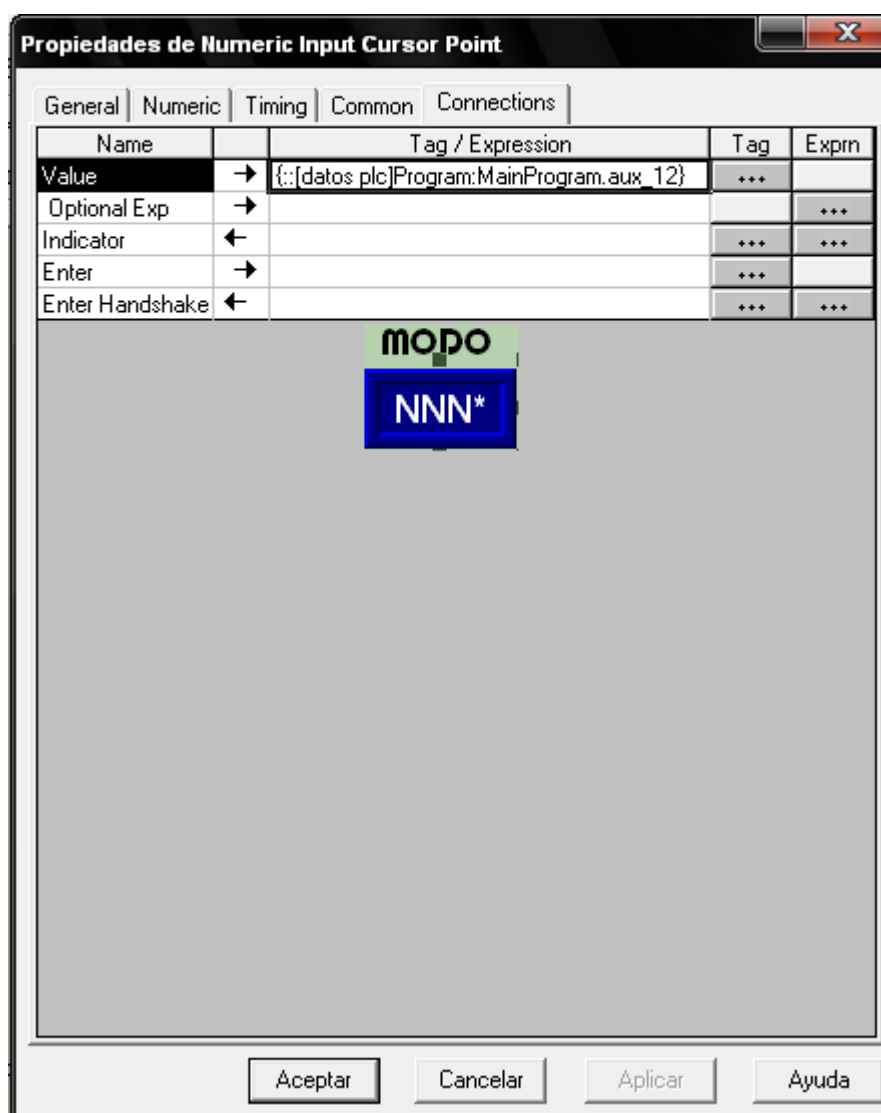 Propiedades de Numeric Input Cursor Point
General Numeric Timing Common Connections
Name Tag / Expression Tag Exprn
Value → {::[datos plc]Program:MainProgram.aux_12} ...
Optional Exp → ...
Indicator ← ... ...
Enter → ...
Enter Handshake ← ... ...
MODO
NNN*
Aceptar Cancelar Aplicar Ayuda